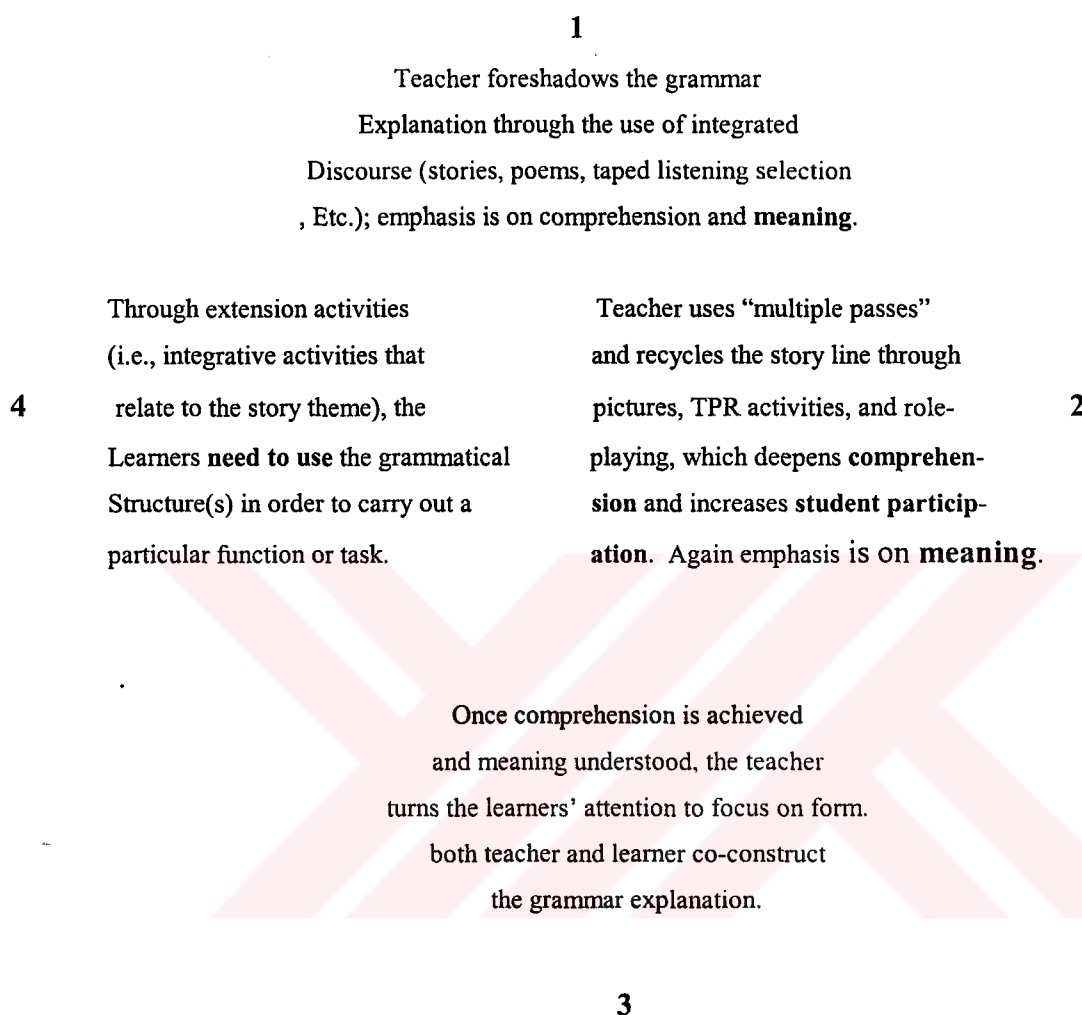 1
Teacher foreshadows the grammar
Explanation through the use of integrated
Discourse (stories, poems, taped listening selection
, Etc.); emphasis is on comprehension and meaning.
Through extension activities
(i.e., integrative activities that
4
relate to the story theme), the
Learners need to use the grammatical
Structure(s) in order to carry out a
particular function or task.
Teacher uses “multiple passes”
and recycles the story line through
pictures, TPR activities, and role-
2
playing, which deepens comprehen-
sion and increases student particip-
ation. Again emphasis is on meaning.
Once comprehension is achieved
and meaning understood, the teacher
turns the learners’ attention to focus on form.
both teacher and learner co-construct
the grammar explanation.
3